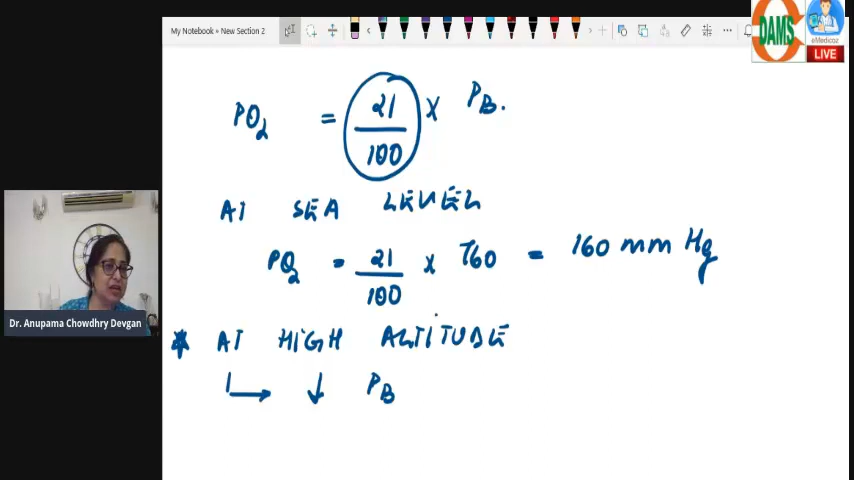 My Notebook » New Section 2
DAMS
eMedicoz
LIVE
PO2 = 21/100 × PB.
AT SEA LEVEL
PO2 = 21/100 × 760 = 160 mm Hg
* AT HIGH ALTITUDE
↳ ↓ PB
Dr. Anupama Chowdhry Devgan